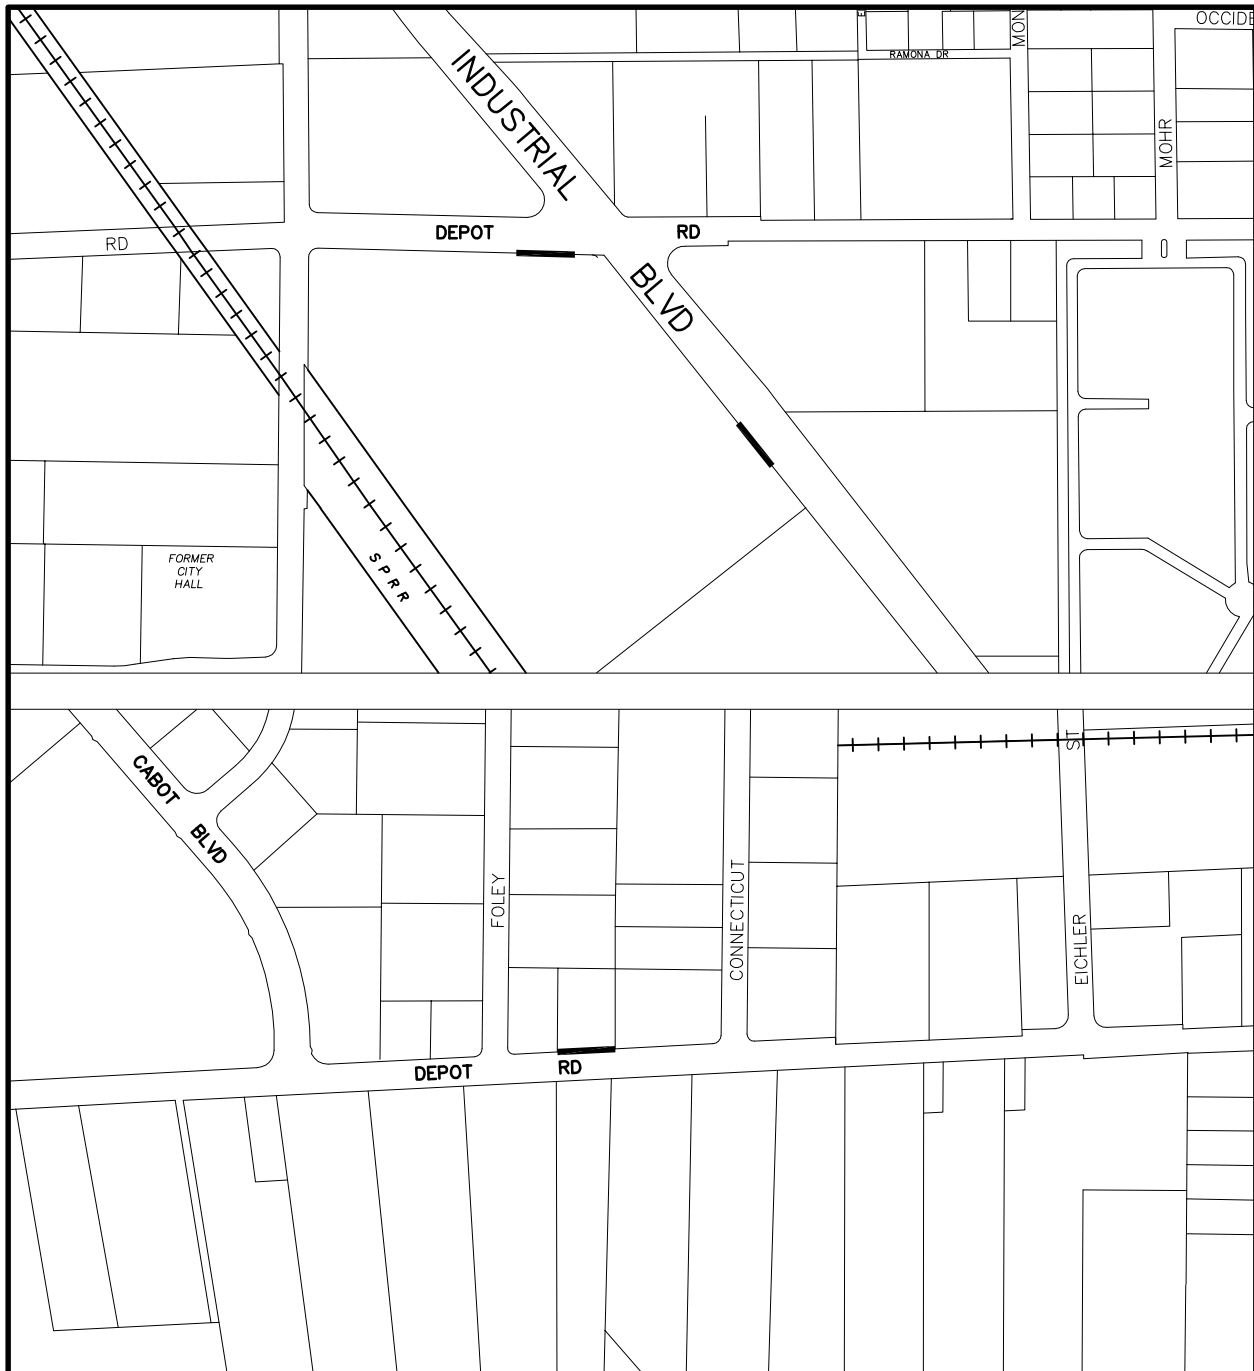 OCCIDE
MON
RAMONA DR
INDUSTRIAL
MOHR
DEPOT RD
RD
BLVD
FORMER
CITY
HALL
S P R R
ST
CABOT
BLVD
FOLEY
CONNECTICUT
EICHLER
DEPOT RD